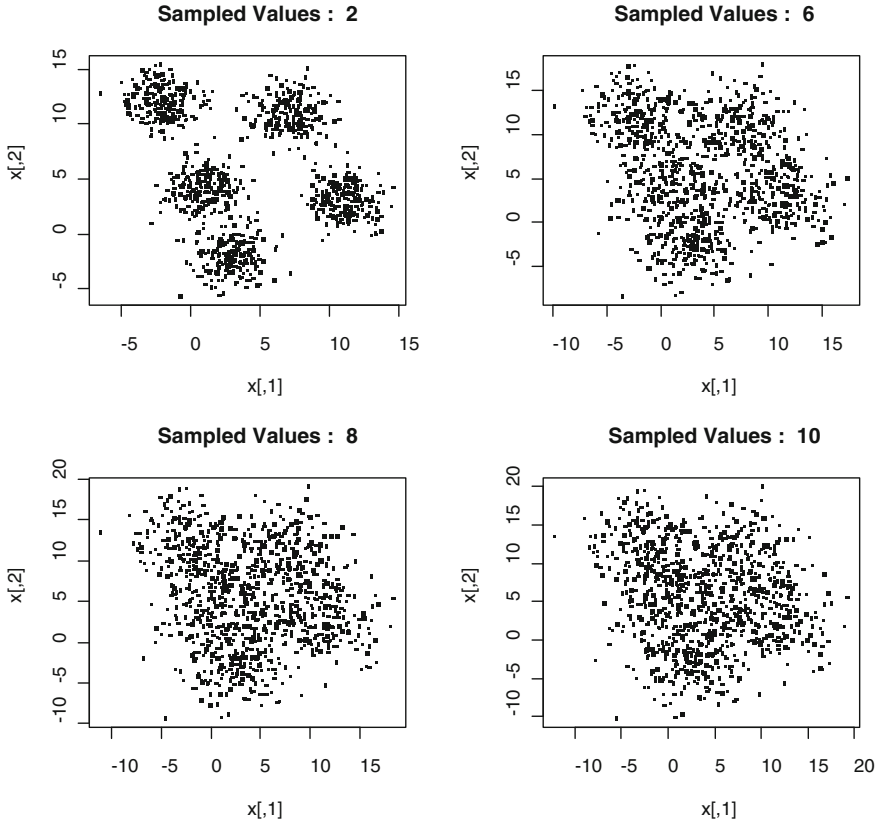 Sampled Values : 2
x[,2]
15
10
5
0
-5
-5 0 5 10 15
x[,1]
Sampled Values : 6
x[,2]
15
10
5
0
-5
-10 -5 0 5 10 15
x[,1]
Sampled Values : 8
x[,2]
20
15
10
5
0
-5
-10
-10 -5 0 5 10 15
x[,1]
Sampled Values : 10
x[,2]
20
15
10
5
0
-5
-10
-10 -5 0 5 10 15 20
x[,1]